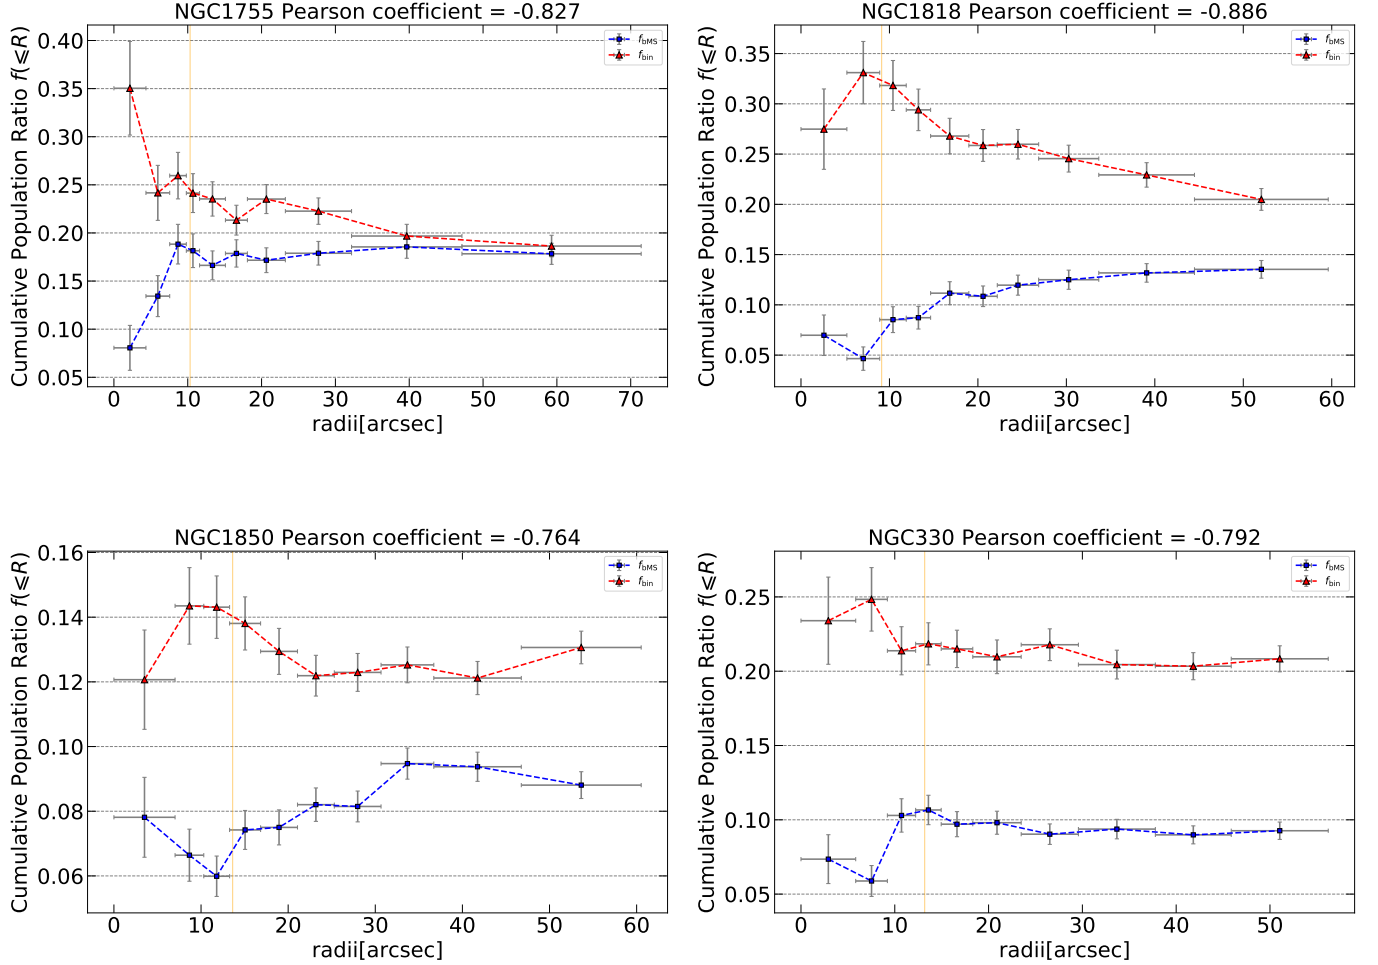 NGC1755 Pearson coefficient = -0.827
Cumulative Population Ratio f(⩽R)
0.40
0.35
0.30
0.25
0.20
0.15
0.10
0.05
f_bMS
f_bin
0 10 20 30 40 50 60 70
radii[arcsec]
NGC1818 Pearson coefficient = -0.886
Cumulative Population Ratio f(⩽R)
0.35
0.30
0.25
0.20
0.15
0.10
0.05
f_bMS
f_bin
0 10 20 30 40 50 60
radii[arcsec]
NGC1850 Pearson coefficient = -0.764
Cumulative Population Ratio f(⩽R)
0.16
0.14
0.12
0.10
0.08
0.06
f_bMS
f_bin
0 10 20 30 40 50 60
radii[arcsec]
NGC330 Pearson coefficient = -0.792
Cumulative Population Ratio f(⩽R)
0.25
0.20
0.15
0.10
0.05
f_bMS
f_bin
0 10 20 30 40 50
radii[arcsec]